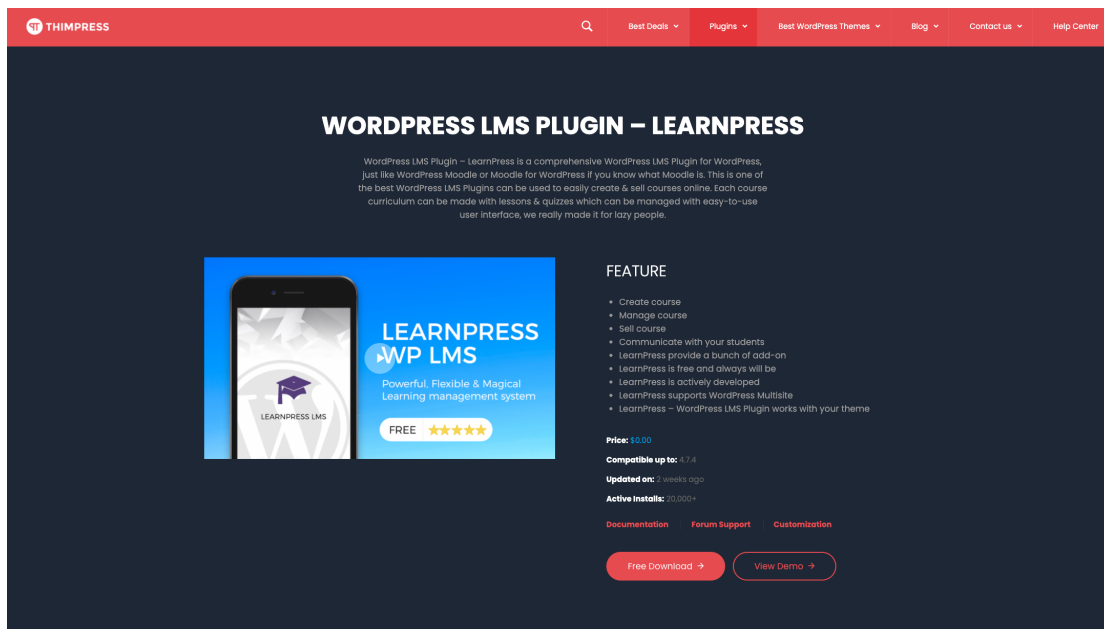 THIMPRESS
Best Deals
Plugins
Best WordPress Themes
Blog
Contact us
Help Center
WORDPRESS LMS PLUGIN – LEARNPRESS
WordPress LMS Plugin – LearnPress is a comprehensive WordPress LMS Plugin for WordPress,
just like WordPress Moodle or Moodle for WordPress if you know what Moodle is. This is one of
the best WordPress LMS Plugins can be used to easily create & sell courses online. Each course
curriculum can be made with lessons & quizzes which can be managed with easy-to-use
user interface, we really made it for lazy people.
LEARNPRESS LMS
LEARNPRESS
WP LMS
Powerful, Flexible & Magical
Learning management system
FREE
FEATURE
Create course
Manage course
Sell course
Communicate with your students
LearnPress provide a bunch of add-on
LearnPress is free and always will be
LearnPress is actively developed
LearnPress supports WordPress Multisite
LearnPress – WordPress LMS Plugin works with your theme
Price: $0.00
Compatible up to: 4.7.4
Updated on: 2 weeks ago
Active Installs: 20,000+
Documentation
Forum Support
Customization
Free Download →
View Demo →